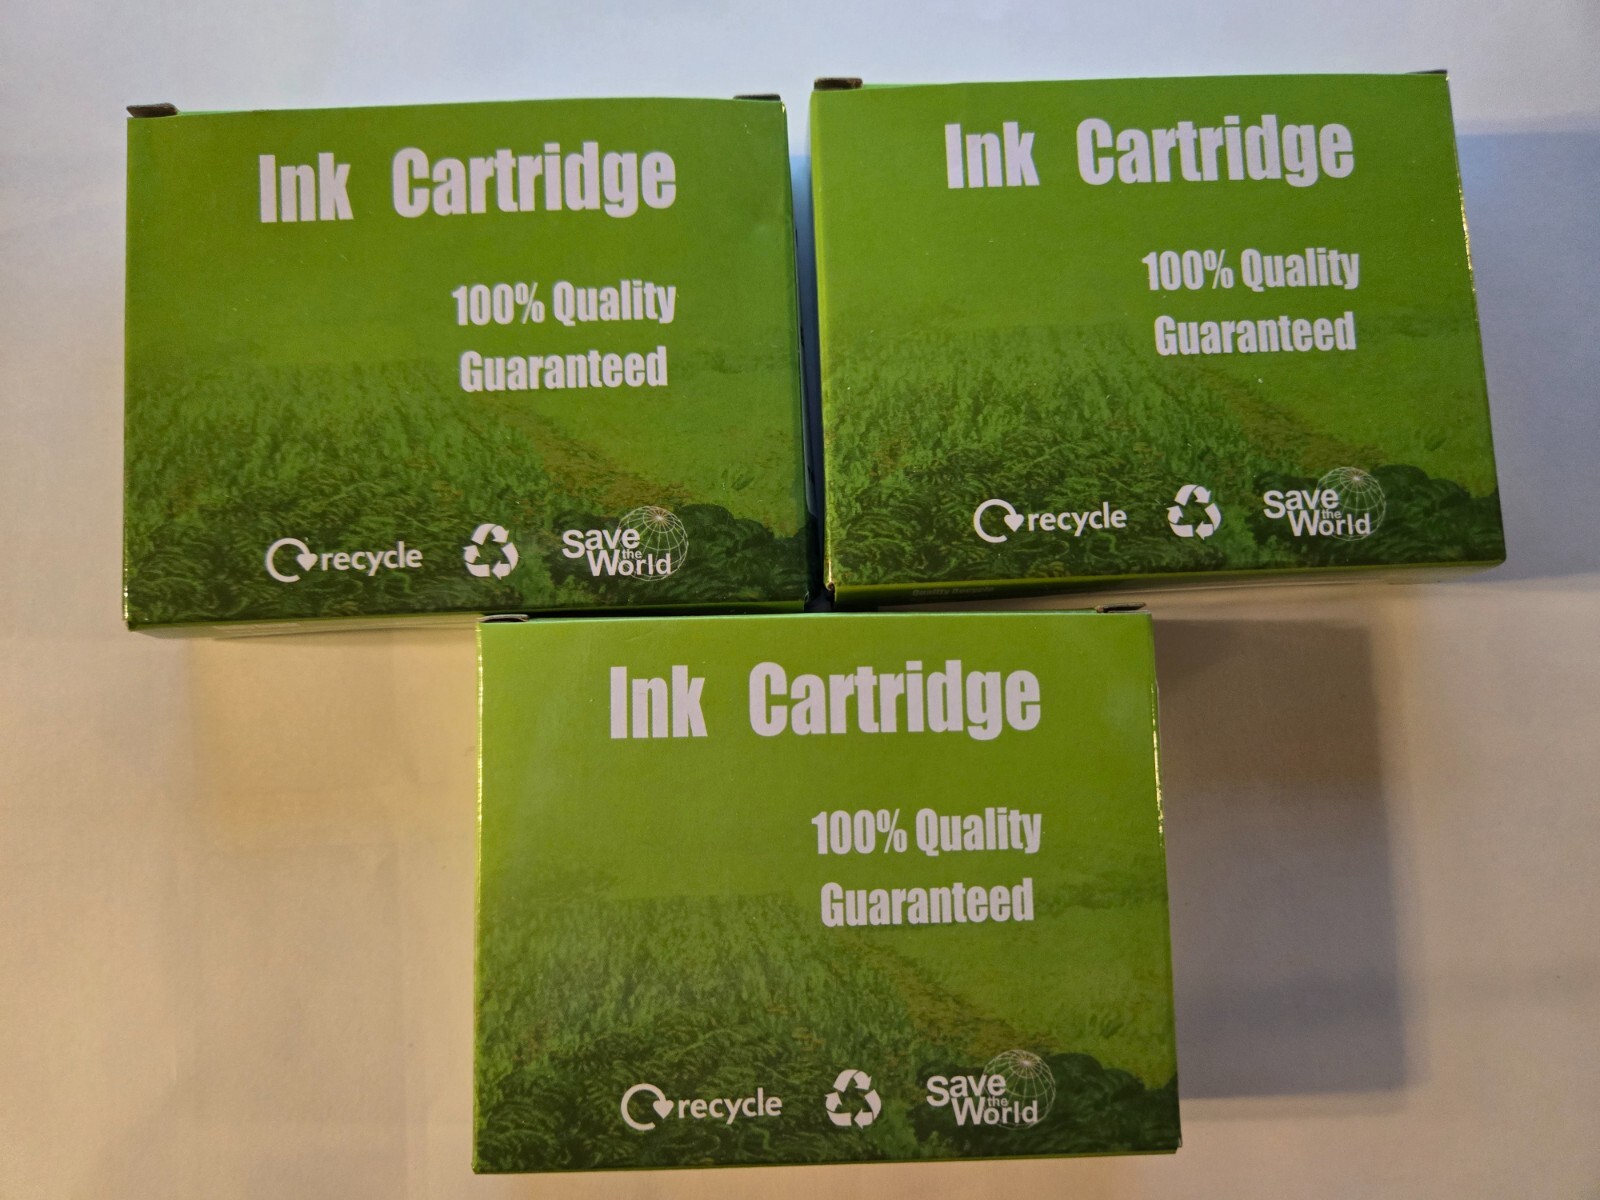 Ink Cartridge
100% Quality
Guaranteed
recycle
Save
the
World
Ink Cartridge
100% Quality
Guaranteed
recycle
Save
the
World
Ink Cartridge
100% Quality
Guaranteed
recycle
Save
the
World